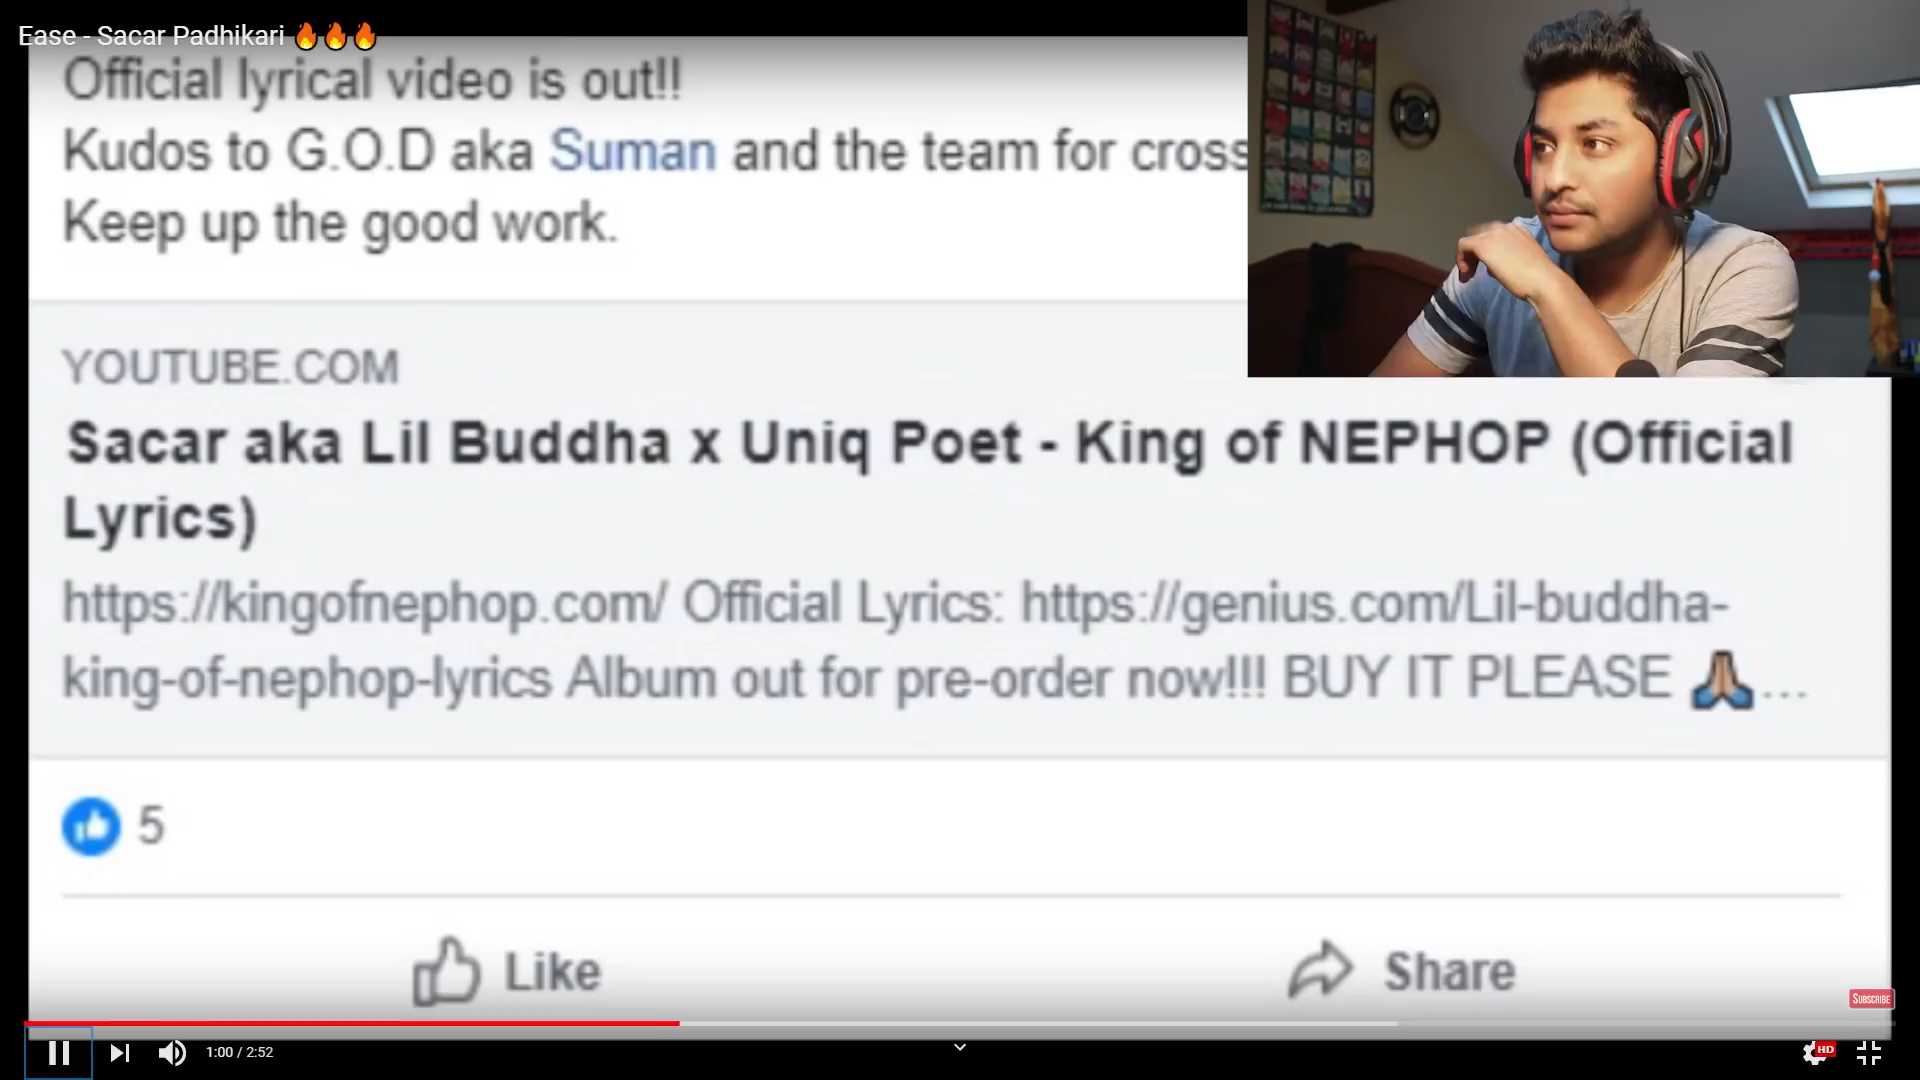 Ease - Sacar Padhikari 🔥🔥🔥
Official lyrical video is out!!
Kudos to G.O.D aka Suman and the team for cross
Keep up the good work.
YOUTUBE.COM
Sacar aka Lil Buddha x Uniq Poet - King of NEPHOP (Official
Lyrics)
https://kingofnephop.com/ Official Lyrics: https://genius.com/Lil-buddha-
king-of-nephop-lyrics Album out for pre-order now!!! BUY IT PLEASE 🙏🏽...
5
Like
Share
SUBSCRIBE
1:00 / 2:52
HD